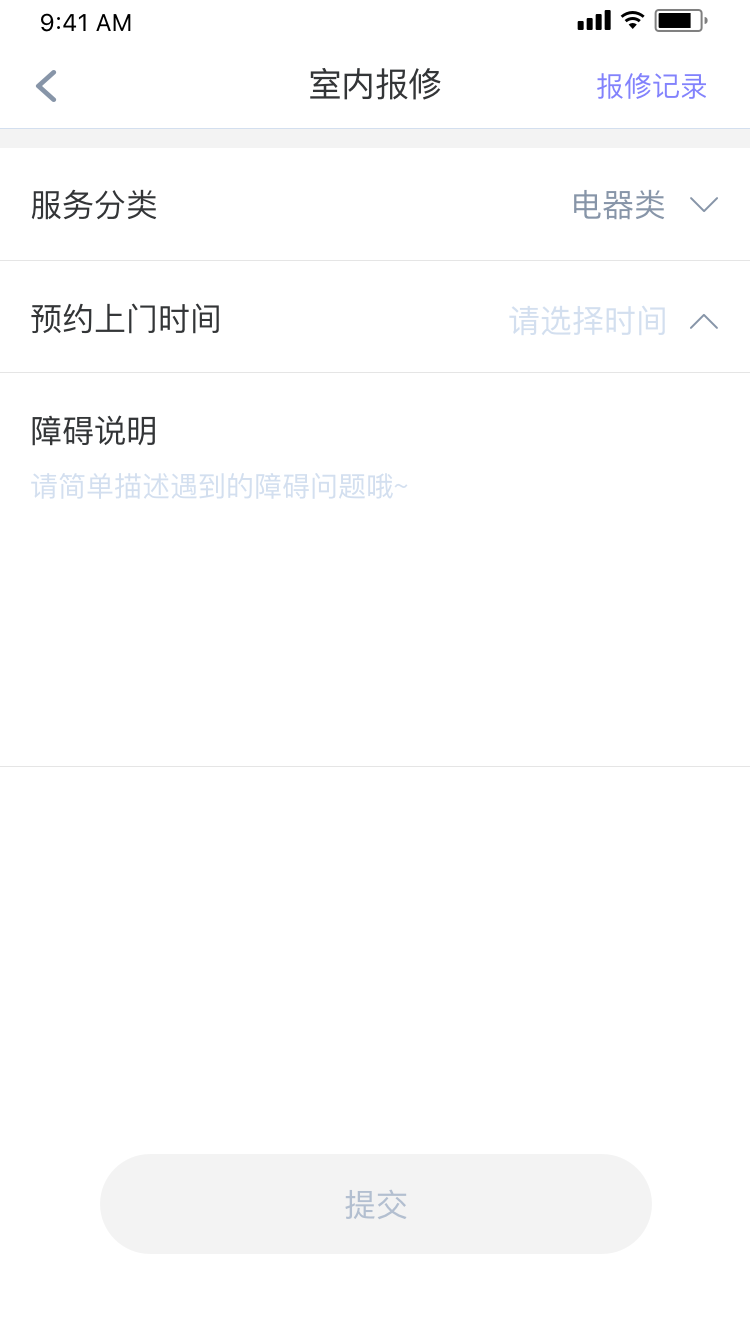 9:41 AM
室内报修
报修记录
服务分类
电器类
预约上门时间
请选择时间
障碍说明
请简单描述遇到的障碍问题哦~
提交